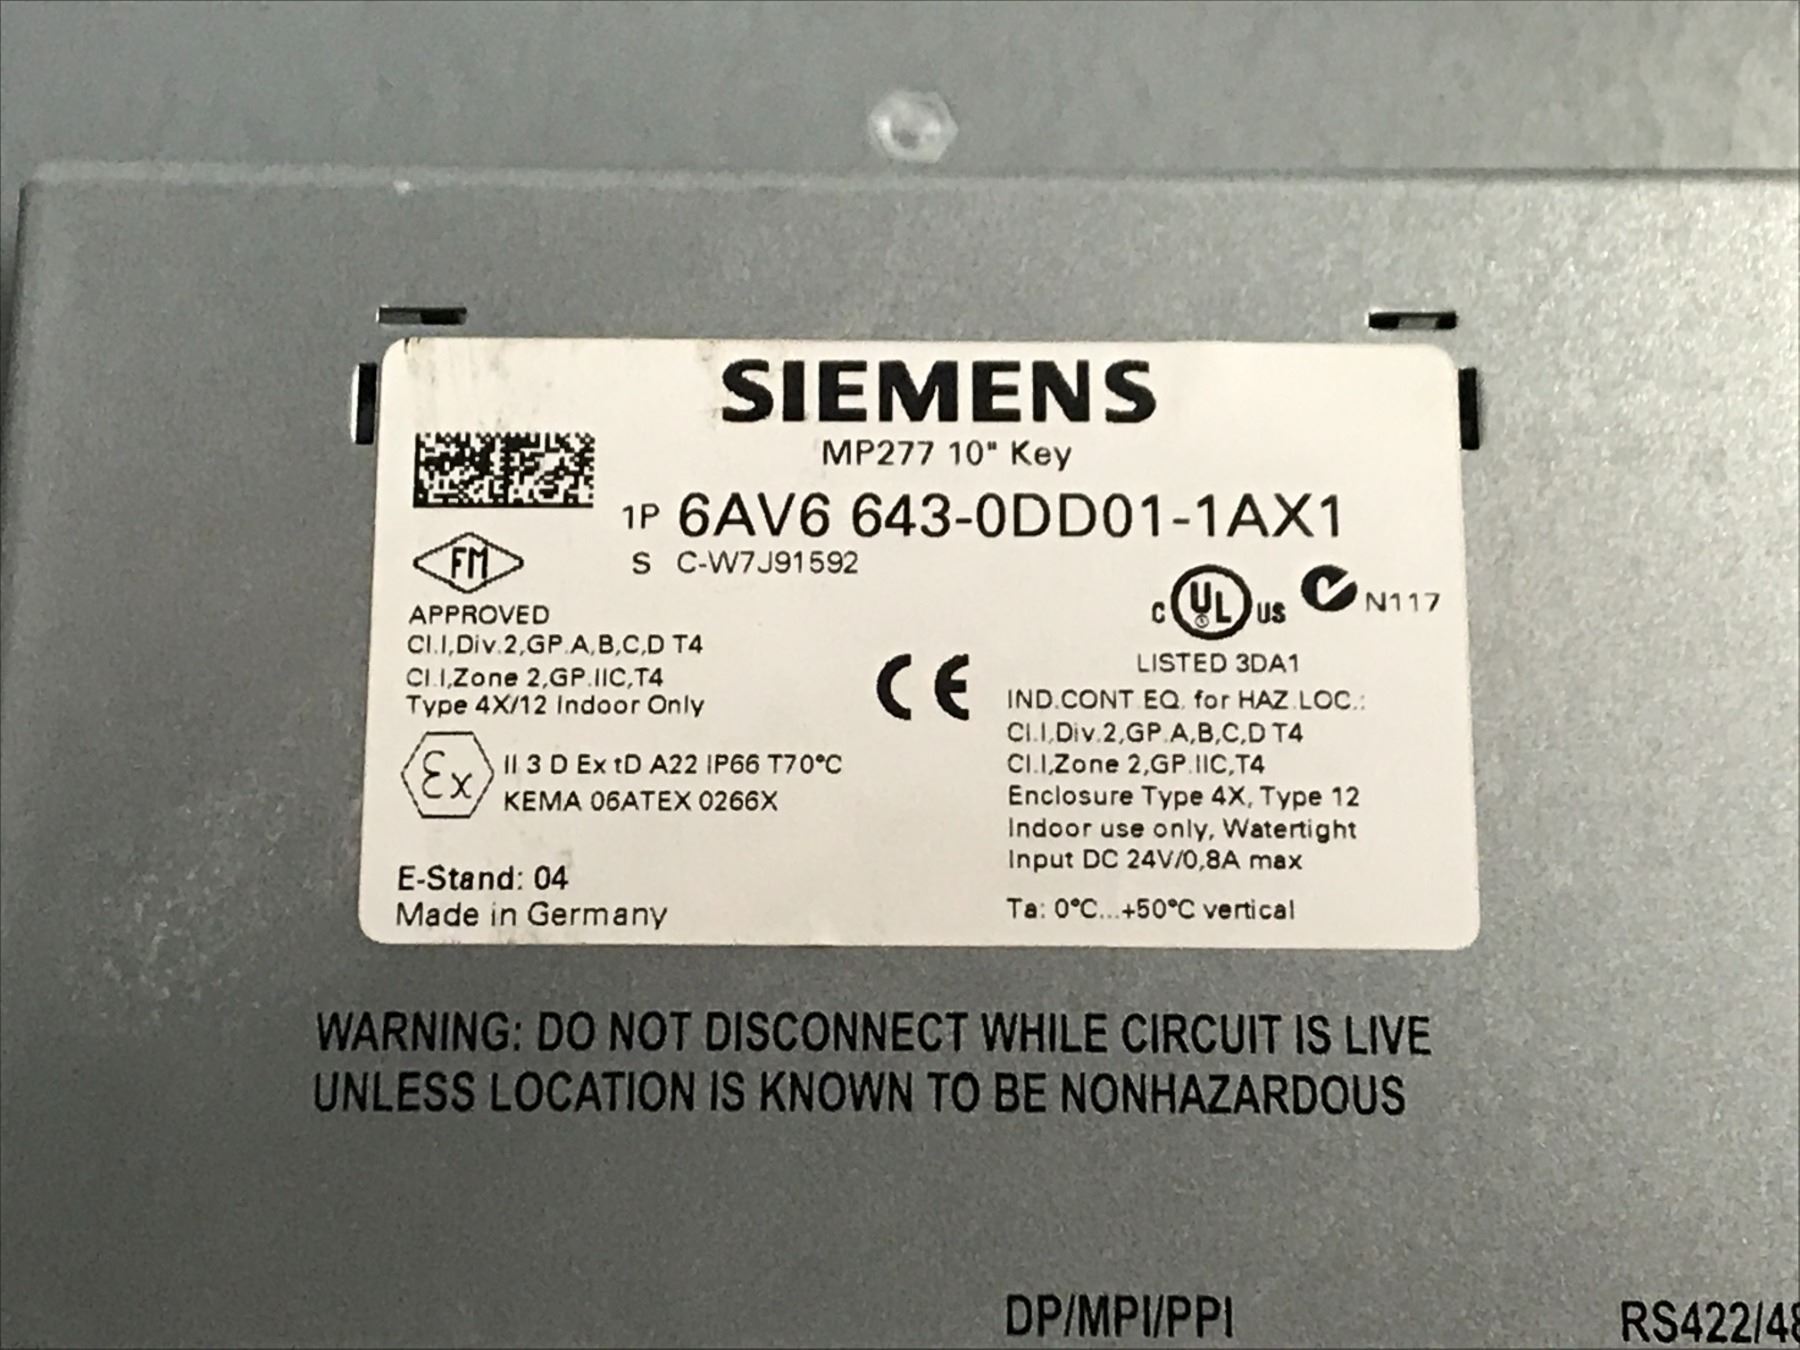 SIEMENS
MP277 10" Key
1P 6AV6 643-0DD01-1AX1
S C-W7J91592
FM
APPROVED
Cl.I,Div.2,GP.A,B,C,D T4
Cl.I,Zone 2,GP.IIC,T4
Type 4X/12 Indoor Only
Ex II 3 D Ex tD A22 IP66 T70°C
KEMA 06ATEX 0266X
E-Stand: 04
Made in Germany
CE
C UL US N117
LISTED 3DA1
IND.CONT.EQ. for HAZ.LOC.:
Cl.I,Div.2,GP.A,B,C,D T4
Cl.I,Zone 2,GP.IIC,T4
Enclosure Type 4X, Type 12
Indoor use only, Watertight
Input DC 24V/0,8A max
Ta: 0°C...+50°C vertical
WARNING: DO NOT DISCONNECT WHILE CIRCUIT IS LIVE
UNLESS LOCATION IS KNOWN TO BE NONHAZARDOUS
DP/MPI/PPI
RS422/48